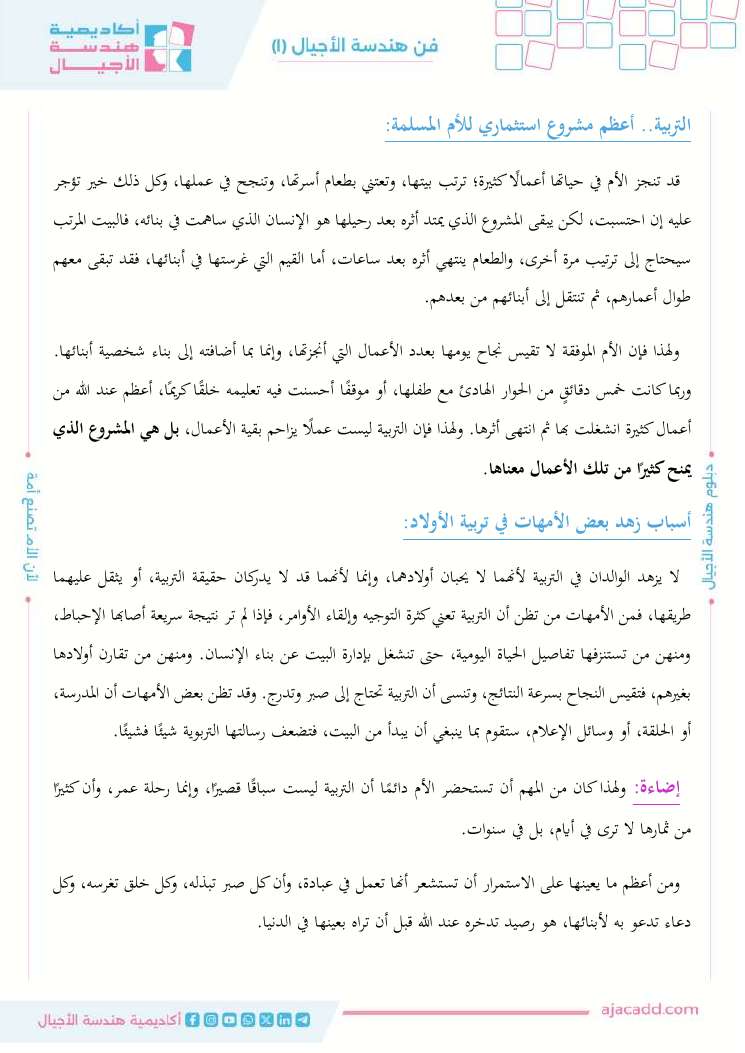 فن هندسة الأجيال (١)
أكاديمية
هندسة
الأجيال
التربية.. أعظم مشروع استثماري للأم المسلمة:
قد تنجز الأم في حياتها أعمالًا كثيرة؛ ترتب بيتها، وتعتني بطعام أسرتها، وتنجح في عملها، وكل ذلك خير تؤجر
عليه إن احتسبت، لكن يبقى المشروع الذي يمتد أثره بعد رحيلها هو الإنسان الذي ساهمت في بنائه، فالبيت المرتب
سيحتاج إلى ترتيب مرة أخرى، والطعام ينتهي أثره بعد ساعات، أما القيم التي غرستها في أبنائها، فقد تبقى معهم
طوال أعمارهم، ثم تنتقل إلى أبنائهم من بعدهم.
ولهذا فإن الأم الموفقة لا تقيس نجاح يومها بعدد الأعمال التي أنجزتها، وإنما بما أضافته إلى بناء شخصية أبنائها.
وربما كانت خمس دقائقٍ من الحوار الهادئ مع طفلها، أو موقفًا أحسنت فيه تعليمه خلقًا كريمًا، أعظم عند الله من
أعمال كثيرة انشغلت بها ثم انتهى أثرها. ولهذا فإن التربية ليست عملًا يزاحم بقية الأعمال، بل هي المشروع الذي
يمنح كثيرًا من تلك الأعمال معناها.
أسباب زهد بعض الأمهات في تربية الأولاد:
لا يزهد الوالدان في التربية لأنهما لا يحبان أولادهما، وإنما لأنهما قد لا يدركان حقيقة التربية، أو يثقل عليهما
طريقها، فمن الأمهات من تظن أن التربية تعني كثرة التوجيه وإلقاء الأوامر، فإذا لم تر نتيجة سريعة أصابها الإحباط،
ومنهن من تستنزفها تفاصيل الحياة اليومية، حتى تنشغل بإدارة البيت عن بناء الإنسان. ومنهن من تقارن أولادها
بغيرهم، فتقيس النجاح بسرعة النتائج، وتنسى أن التربية تحتاج إلى صبر وتدرج. وقد تظن بعض الأمهات أن المدرسة،
أو الحلقة، أو وسائل الإعلام، ستقوم بما ينبغي أن يبدأ من البيت، فتضعف رسالتها التربوية شيئًا فشيئًا.
إضاءة: ولهذا كان من المهم أن تستحضر الأم دائمًا أن التربية ليست سباقًا قصيرًا، وإنما رحلة عمر، وأن كثيرًا
من ثمارها لا ترى في أيام، بل في سنوات.
ومن أعظم ما يعينها على الاستمرار أن تستشعر أنها تعمل في عبادة، وأن كل صبر تبذله، وكل خلق تغرسه، وكل
دعاء تدعو به لأبنائها، هو رصيد تدخره عند الله قبل أن تراه بعينها في الدنيا.
دبلوم هندسة الأجيال
لأن الأم تصنع أمة
ajacadd.com
أكاديمية هندسة الأجيال